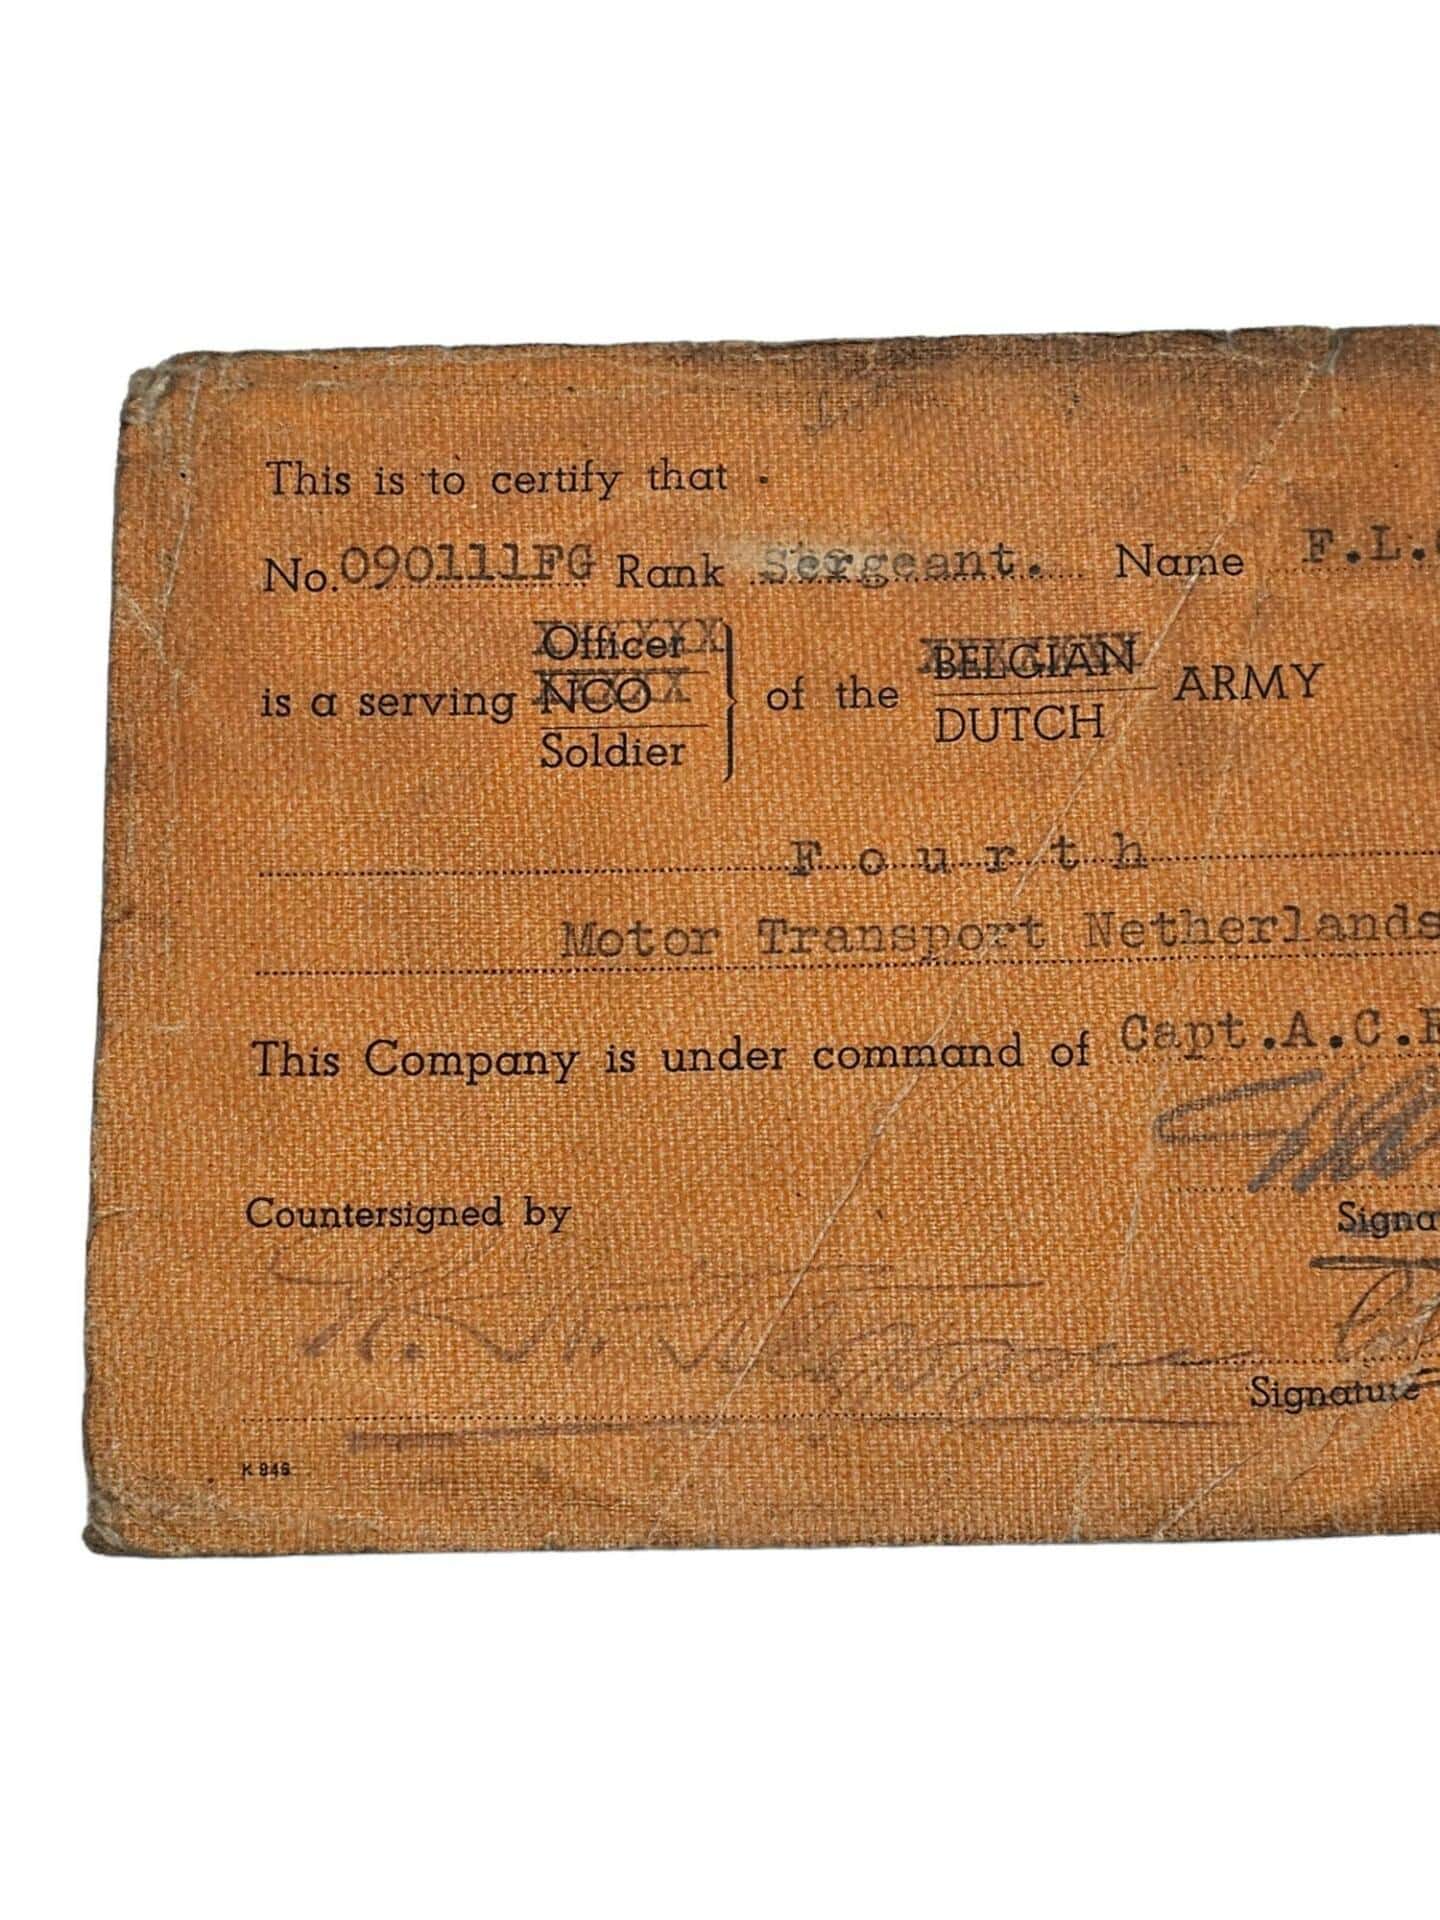 This is to certify that .
No. 090111FG Rank Sergeant. Name F.L.
Officer
is a serving NCO of the BELGIAN ARMY
Soldier DUTCH
Fourth
Motor Transport Netherlands
This Company is under command of Capt.A.C.
Countersigned by
Signa
Signature
K 946